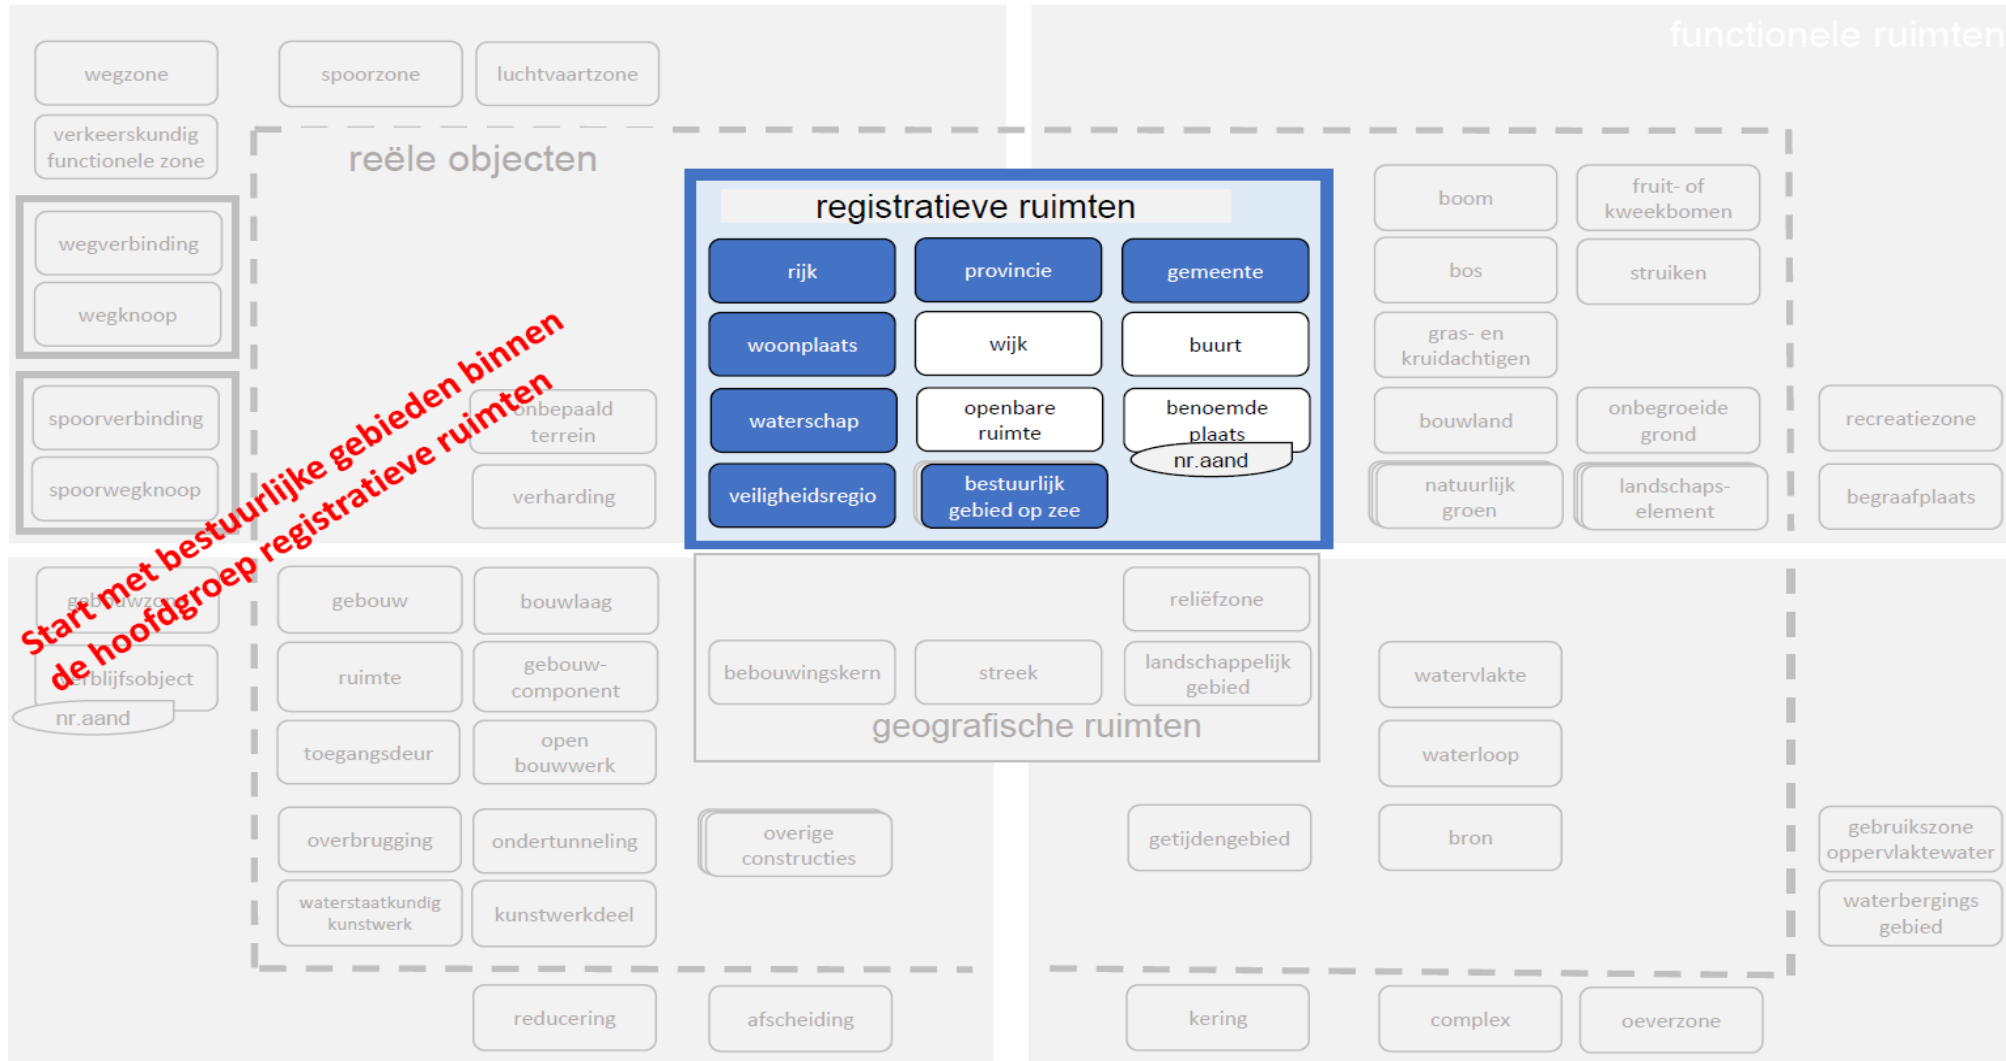 functionele ruimten
wegzone
spoorzone
luchtvaartzone
verkeerskundig
functionele zone
reële objecten
wegverbinding
wegknoop
spoorverbinding
spoorwegknoop
onbepaald
terrein
verharding
registratieve ruimten
rijk
provincie
gemeente
woonplaats
wijk
buurt
waterschap
openbare
ruimte
benoemde
plaats
nr.aand
veiligheidsregio
bestuurlijk
gebied op zee
boom
fruit- of
kweekbomen
bos
struiken
gras- en
kruidachtigen
bouwland
onbegroeide
grond
natuurlijk
groen
landschaps-
element
recreatiezone
begraafplaats
Start met bestuurlijke gebieden binnen
de hoofdgroep registratieve ruimten
gebouwzone
verblijfsobject
nr.aand
gebouw
bouwlaag
ruimte
gebouw-
component
toegangsdeur
open
bouwwerk
overbrugging
ondertunneling
waterstaatkundig
kunstwerk
kunstwerkdeel
reliëfzone
bebouwingskern
streek
landschappelijk
gebied
geografische ruimten
overige
constructies
watervlakte
waterloop
getijdengebied
bron
gebruikszone
oppervlaktewater
waterbergings
gebied
reducering
afscheiding
kering
complex
oeverzone